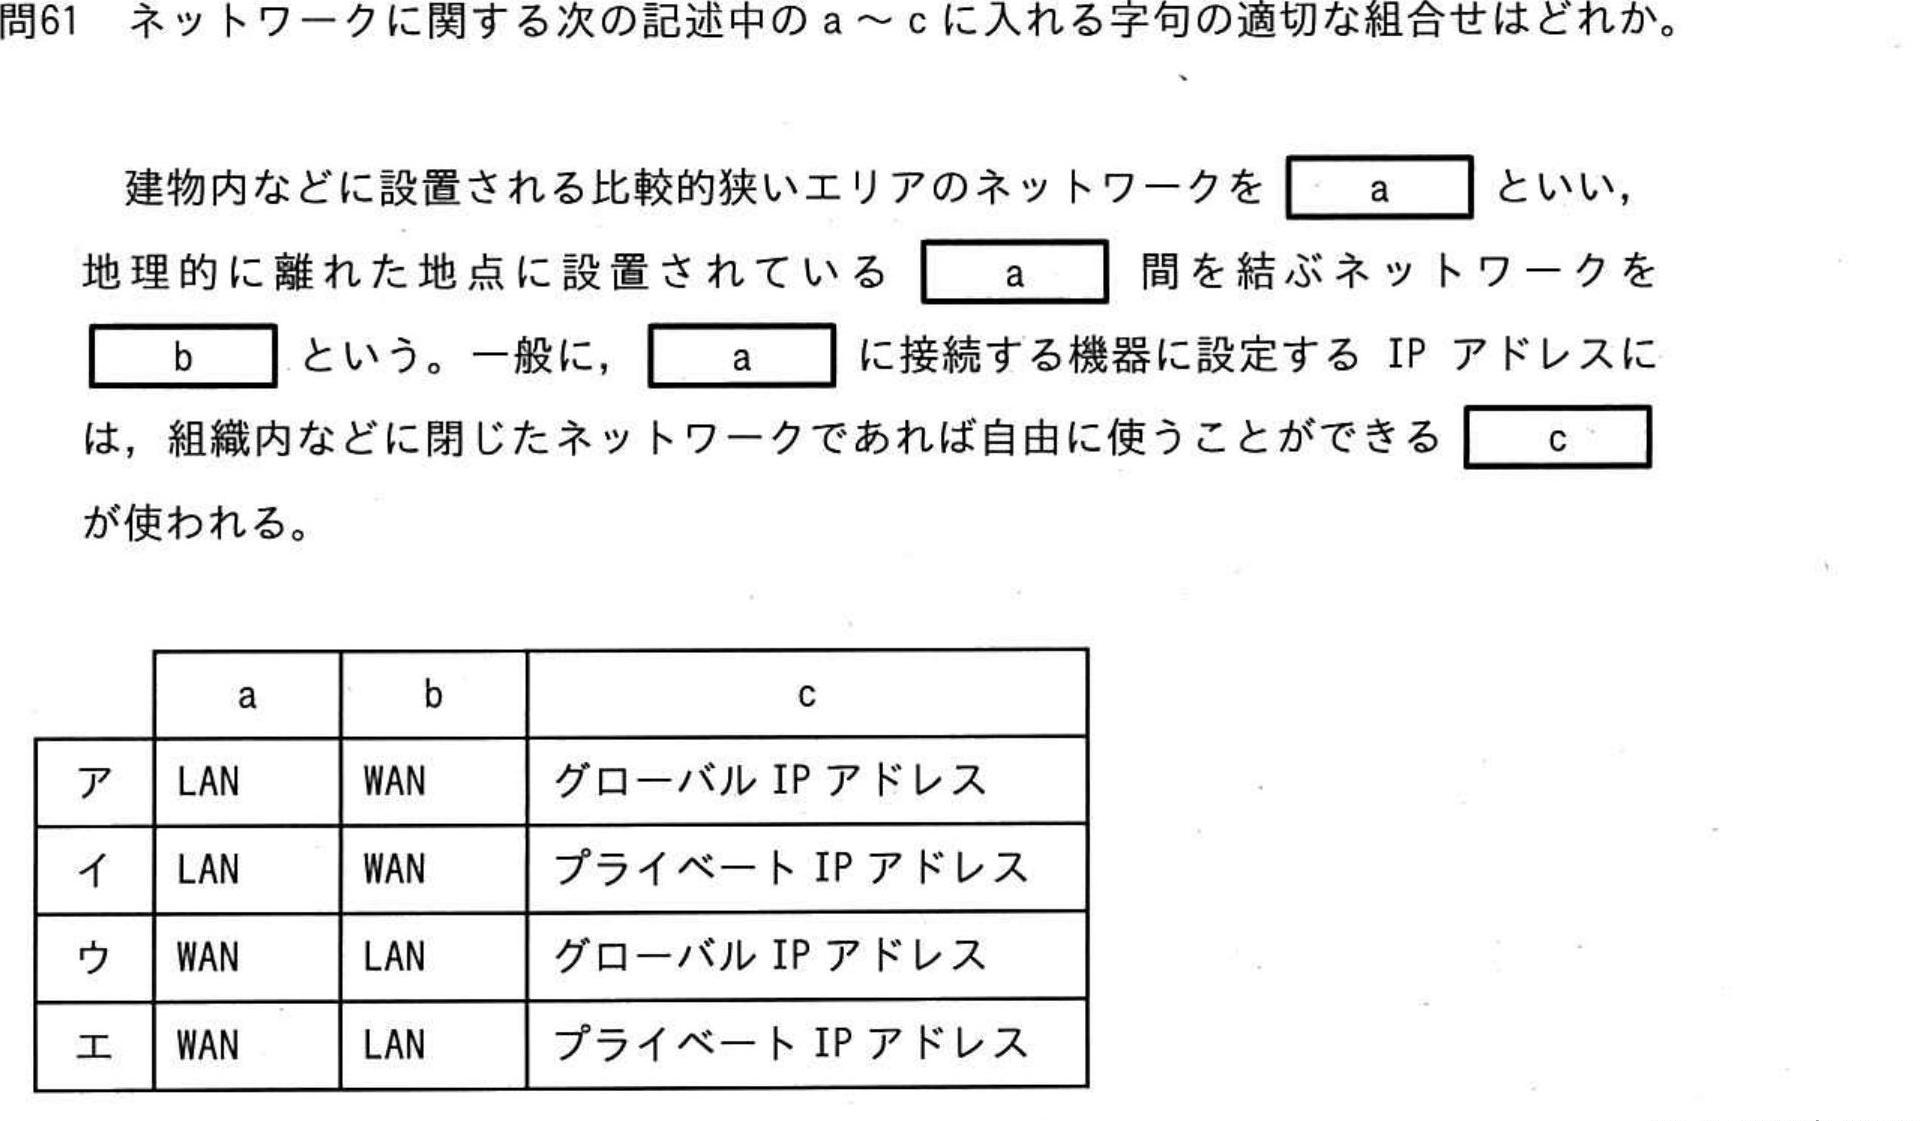 問61 ネットワークに関する次の記述中の a ～ c に入れる字句の適切な組合せはどれか。
建物内などに設置される比較的狭いエリアのネットワークを a といい，
地理的に離れた地点に設置されている a 間を結ぶネットワークを
b という。一般に， a に接続する機器に設定する IP アドレスに
は，組織内などに閉じたネットワークであれば自由に使うことができる c
が使われる。
a b c
ア LAN WAN グローバル IP アドレス
イ LAN WAN プライベート IP アドレス
ウ WAN LAN グローバル IP アドレス
エ WAN LAN プライベート IP アドレス